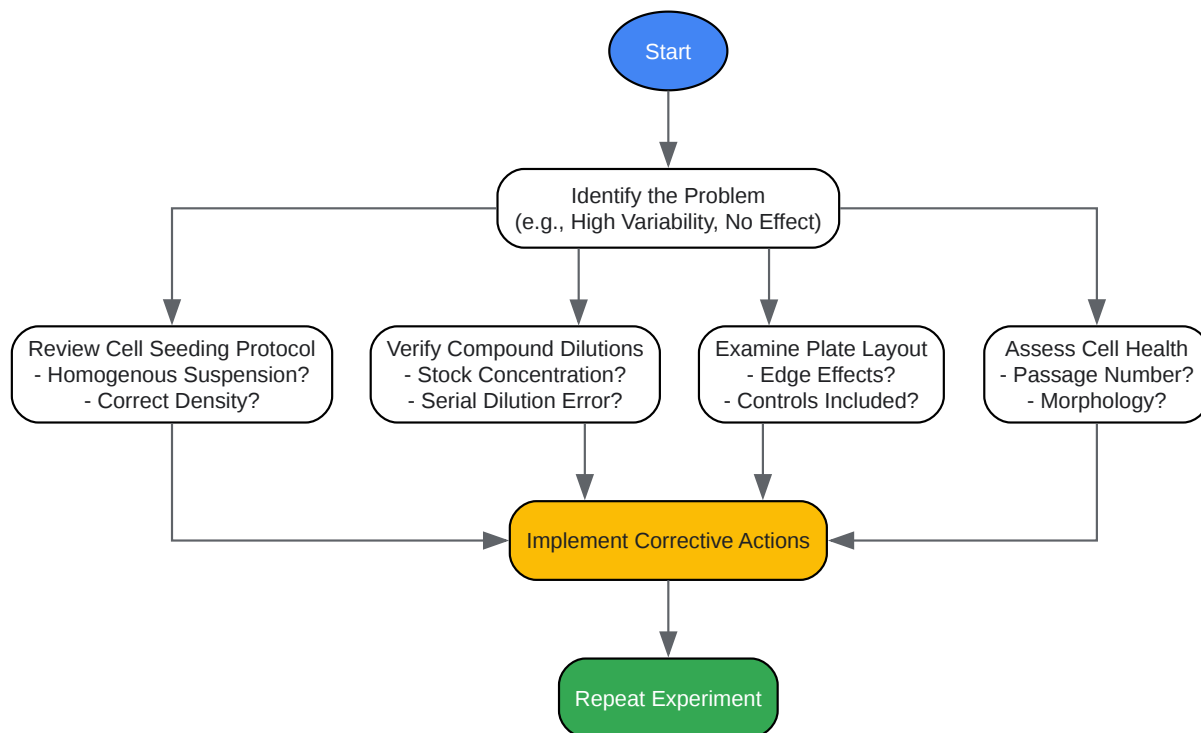 Start
Identify the Problem
(e.g., High Variability, No Effect)
Review Cell Seeding Protocol
- Homogenous Suspension?
- Correct Density?
Verify Compound Dilutions
- Stock Concentration?
- Serial Dilution Error?
Examine Plate Layout
- Edge Effects?
- Controls Included?
Assess Cell Health
- Passage Number?
- Morphology?
Implement Corrective Actions
Repeat Experiment